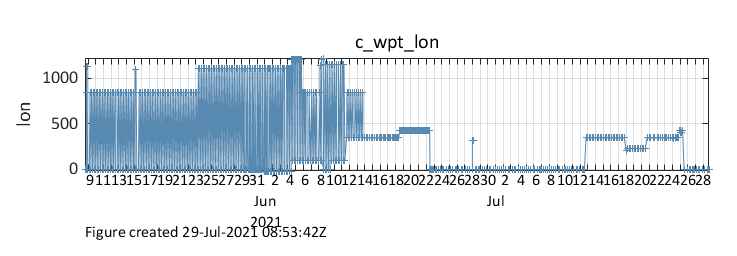 c_wpt_lon
lon
1000
500
0
9 11 13 15 17 19 21 23 25 27 29 31 2 4 6 8 10 12 14 16 18 20 22 24 26 28 30 2 4 6 8 10 12 14 16 18 20 22 24 26 28
Jun Jul
2021
Figure created 29-Jul-2021 08:53:42Z